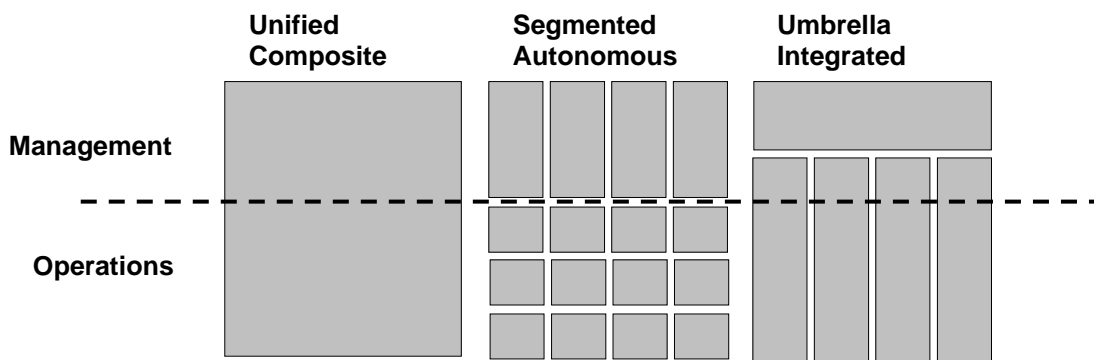 Unified
Composite
Segmented
Autonomous
Umbrella
Integrated
Management
Operations